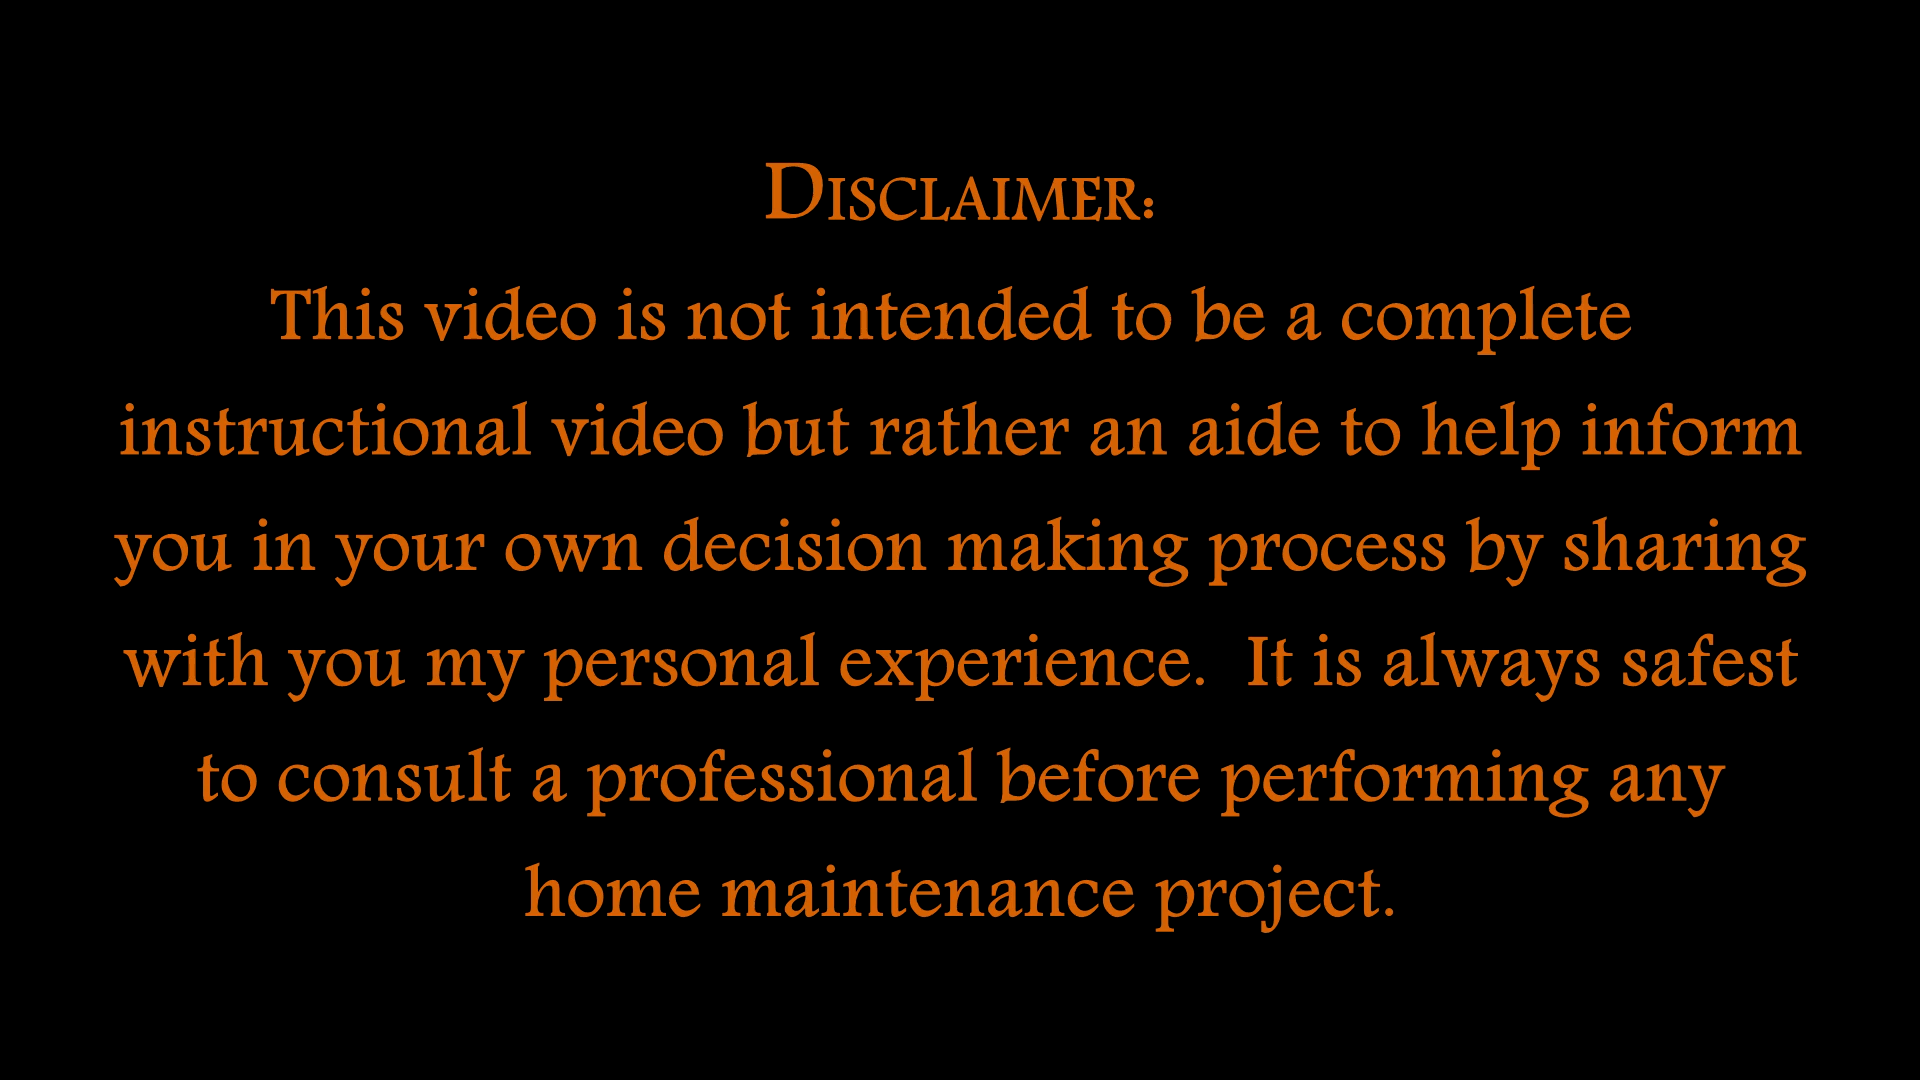 DISCLAIMER:
This video is not intended to be a complete
instructional video but rather an aide to help inform
you in your own decision making process by sharing
with you my personal experience.  It is always safest
to consult a professional before performing any
home maintenance project.